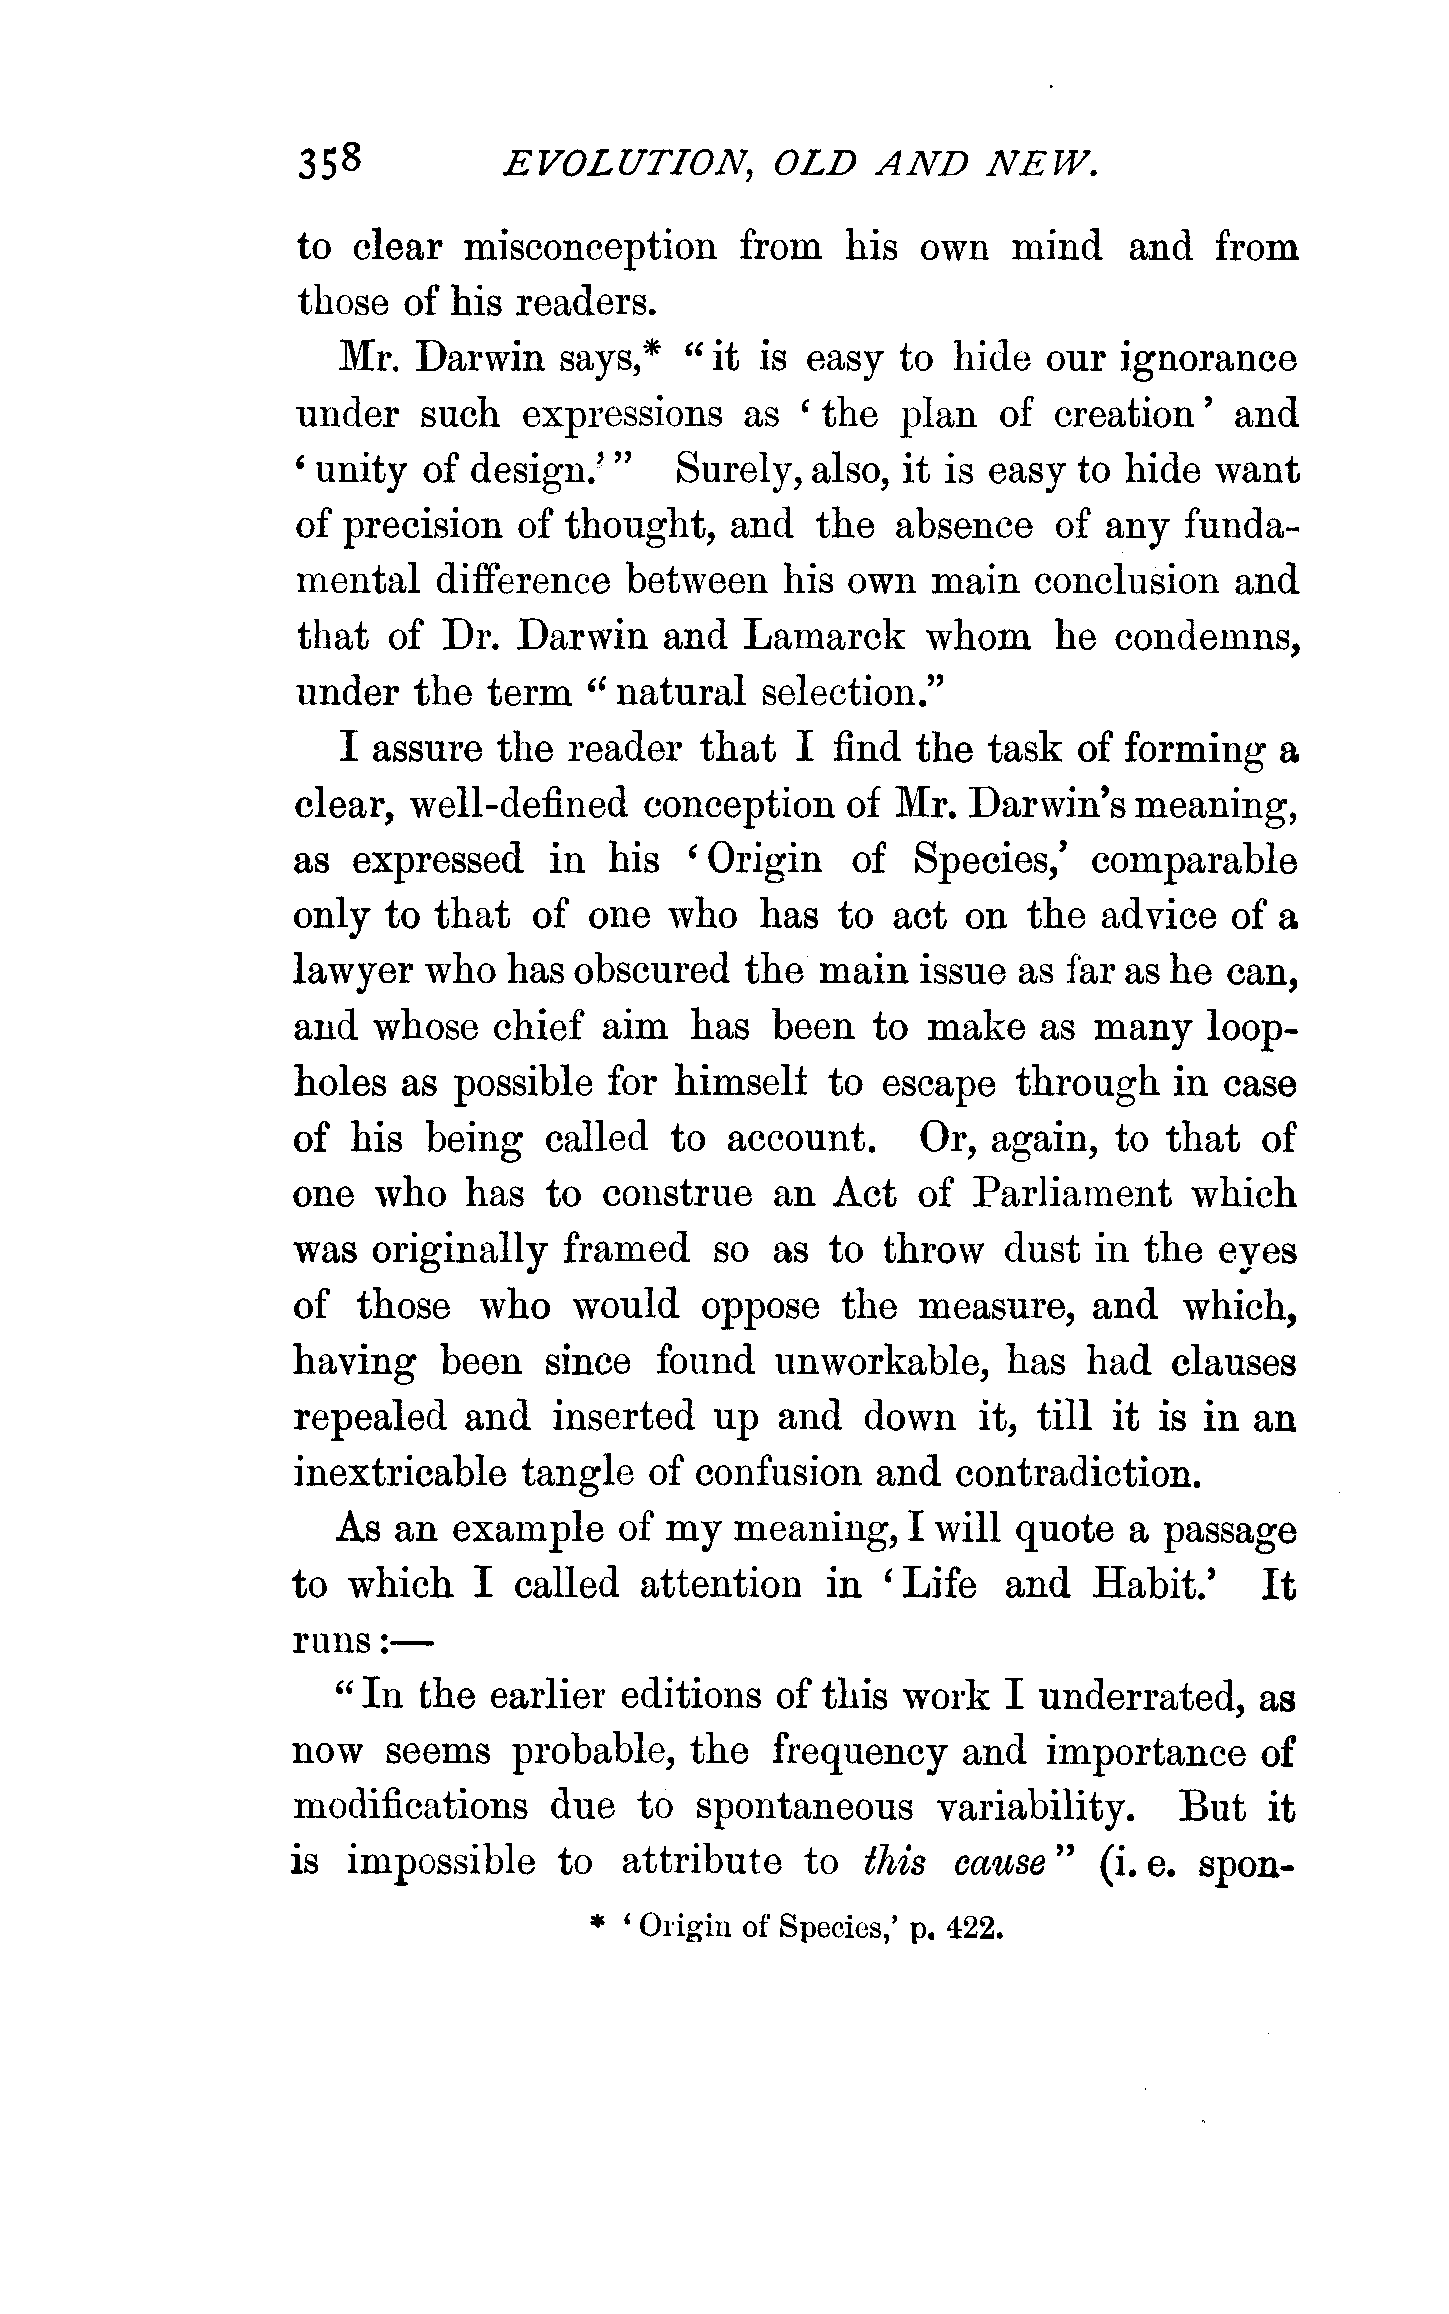 358 EVOLUTION, OLD AND NEW.
to clear misconception from his own mind and from
those of his readers.
Mr. Darwin says,* “it is easy to hide our ignorance
under such expressions as ‘the plan of creation’ and
‘unity of design.’” Surely, also, it is easy to hide want
of precision of thought, and the absence of any funda-
mental difference between his own main conclusion and
that of Dr. Darwin and Lamarck whom he condemns,
under the term “natural selection.”
I assure the reader that I find the task of forming a
clear, well-defined conception of Mr. Darwin’s meaning,
as expressed in his ‘Origin of Species,’ comparable
only to that of one who has to act on the advice of a
lawyer who has obscured the main issue as far as he can,
and whose chief aim has been to make as many loop-
holes as possible for himself to escape through in case
of his being called to account. Or, again, to that of
one who has to construe an Act of Parliament which
was originally framed so as to throw dust in the eyes
of those who would oppose the measure, and which,
having been since found unworkable, has had clauses
repealed and inserted up and down it, till it is in an
inextricable tangle of confusion and contradiction.
As an example of my meaning, I will quote a passage
to which I called attention in ‘Life and Habit.’ It
runs:—
“In the earlier editions of this work I underrated, as
now seems probable, the frequency and importance of
modifications due to spontaneous variability. But it
is impossible to attribute to this cause” (i. e. spon-
* ‘Origin of Species,’ p. 422.